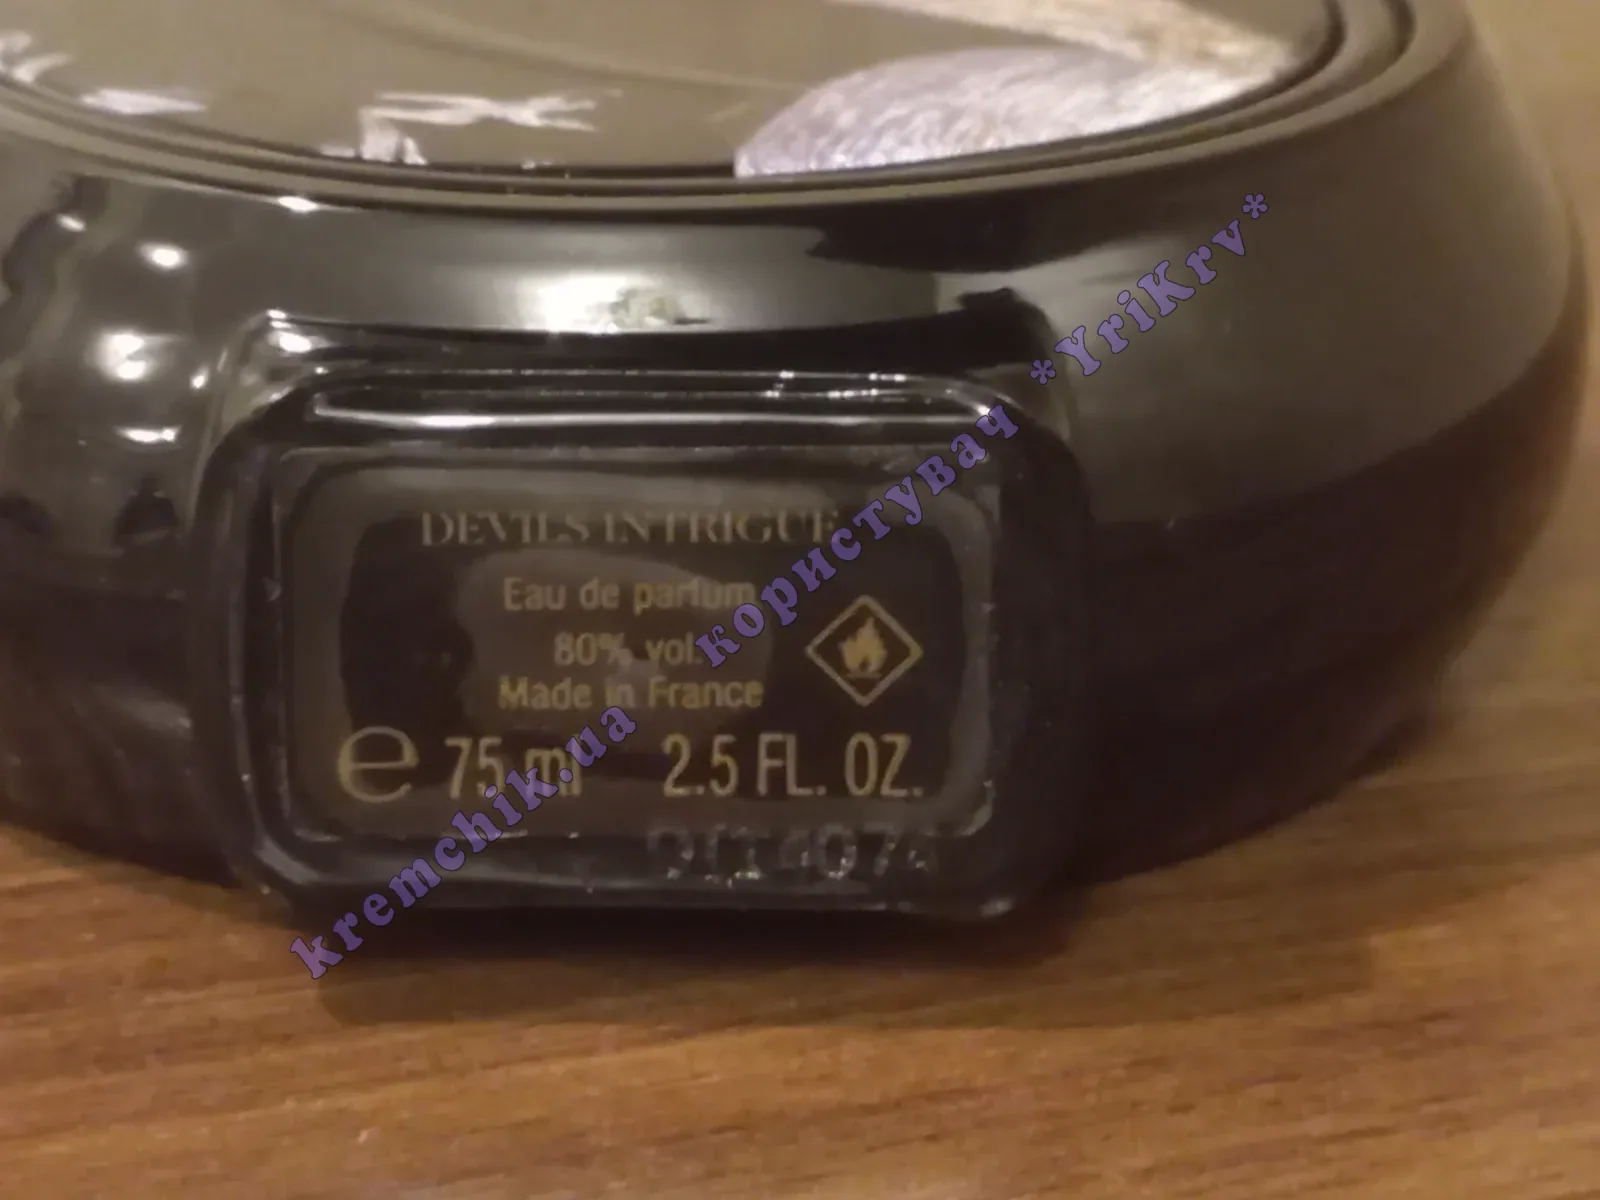 DEVILS INTRIGUE
Eau de parfum
80% vol.
Made in France
e 75 ml 2.5 FL. OZ.
kremchik.ua користувач *YriKrv*